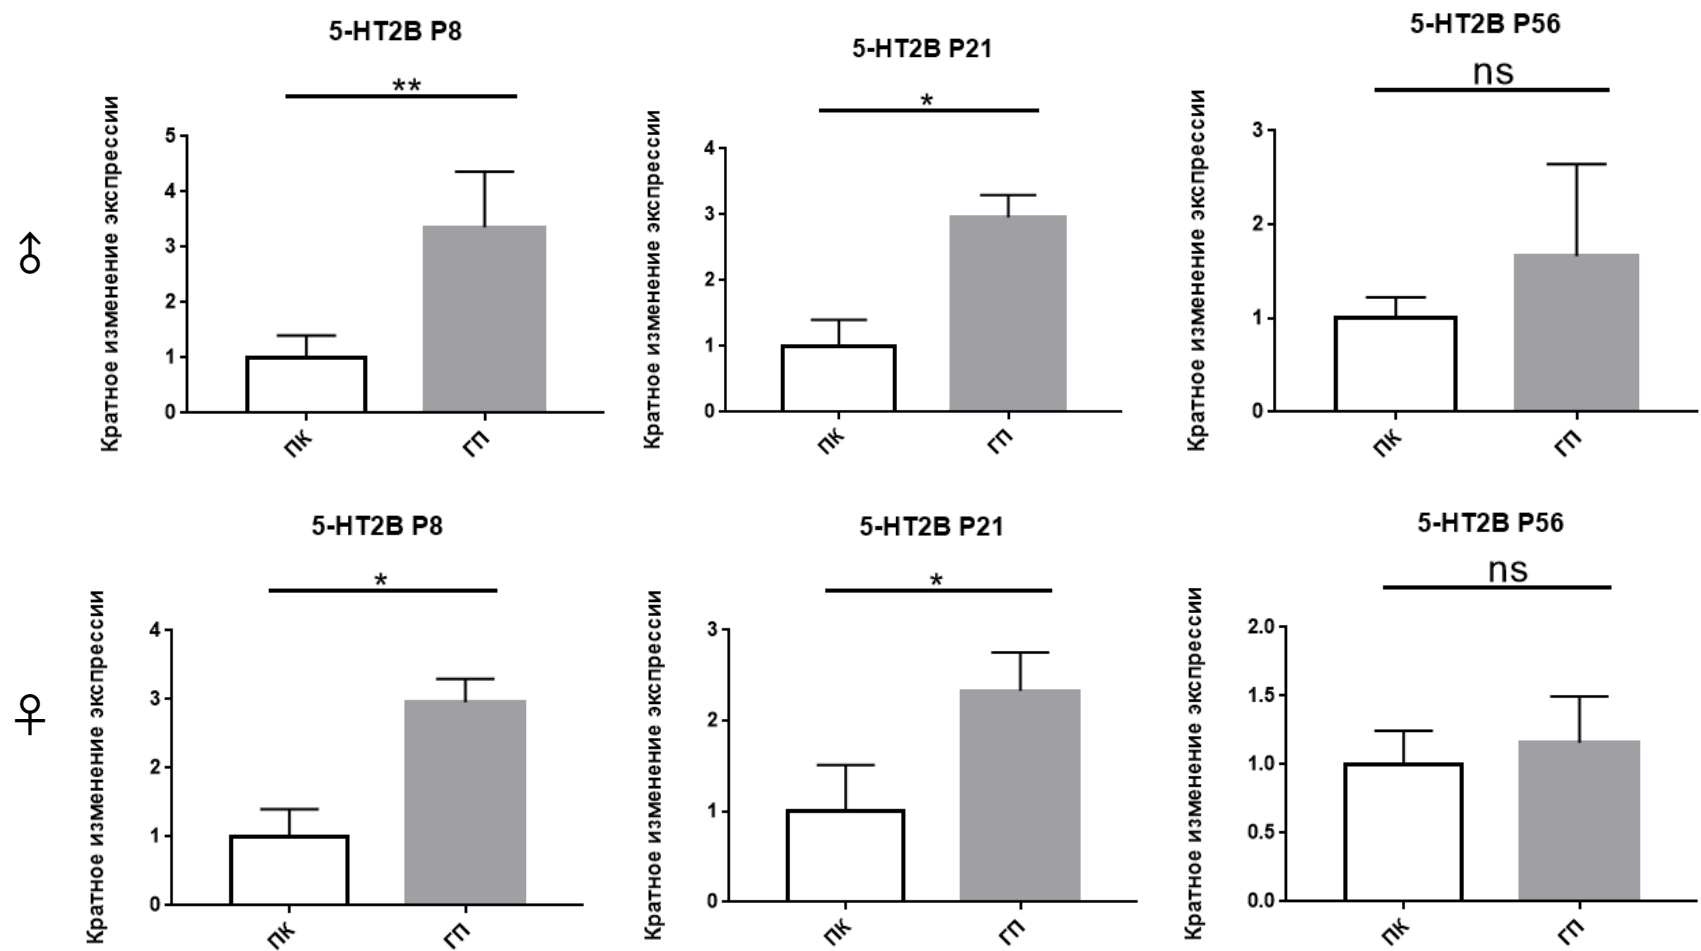 5-HT2B P8
**
Кратное изменение экспрессии
5
4
3
2
1
0
ПК
ГП
5-HT2B P21
*
Кратное изменение экспрессии
4
3
2
1
0
ПК
ГП
5-HT2B P56
ns
Кратное изменение экспрессии
3
2
1
0
ПК
ГП
♂
5-HT2B P8
*
Кратное изменение экспрессии
4
3
2
1
0
ПК
ГП
5-HT2B P21
*
Кратное изменение экспрессии
3
2
1
0
ПК
ГП
5-HT2B P56
ns
Кратное изменение экспрессии
2.0
1.5
1.0
0.5
0.0
ПК
ГП
♀